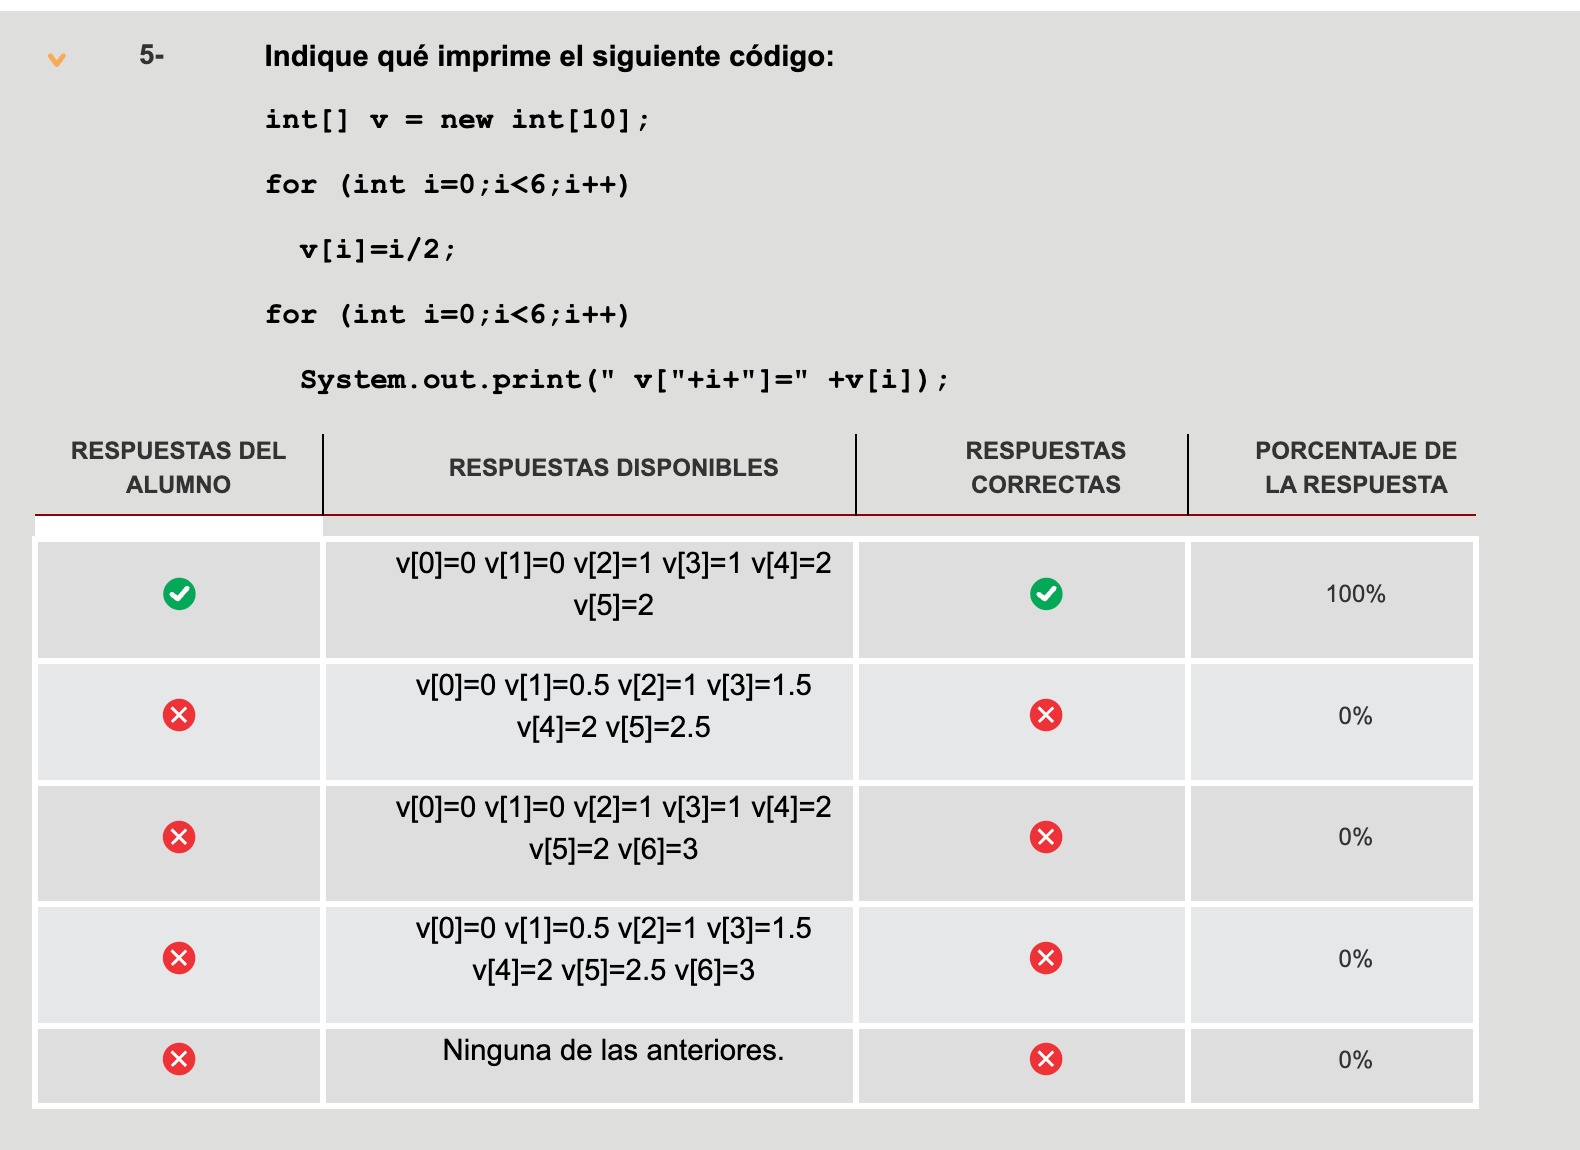 5- Indique qué imprime el siguiente código:
int[] v = new int[10];
for (int i=0;i<6;i++)
v[i]=i/2;
for (int i=0;i<6;i++)
System.out.print(" v["+i+"]=" +v[i]);
RESPUESTAS DEL
ALUMNO
RESPUESTAS DISPONIBLES
RESPUESTAS
CORRECTAS
PORCENTAJE DE
LA RESPUESTA
v[0]=0 v[1]=0 v[2]=1 v[3]=1 v[4]=2
v[5]=2
100%
v[0]=0 v[1]=0.5 v[2]=1 v[3]=1.5
v[4]=2 v[5]=2.5
0%
v[0]=0 v[1]=0 v[2]=1 v[3]=1 v[4]=2
v[5]=2 v[6]=3
0%
v[0]=0 v[1]=0.5 v[2]=1 v[3]=1.5
v[4]=2 v[5]=2.5 v[6]=3
0%
Ninguna de las anteriores.
0%